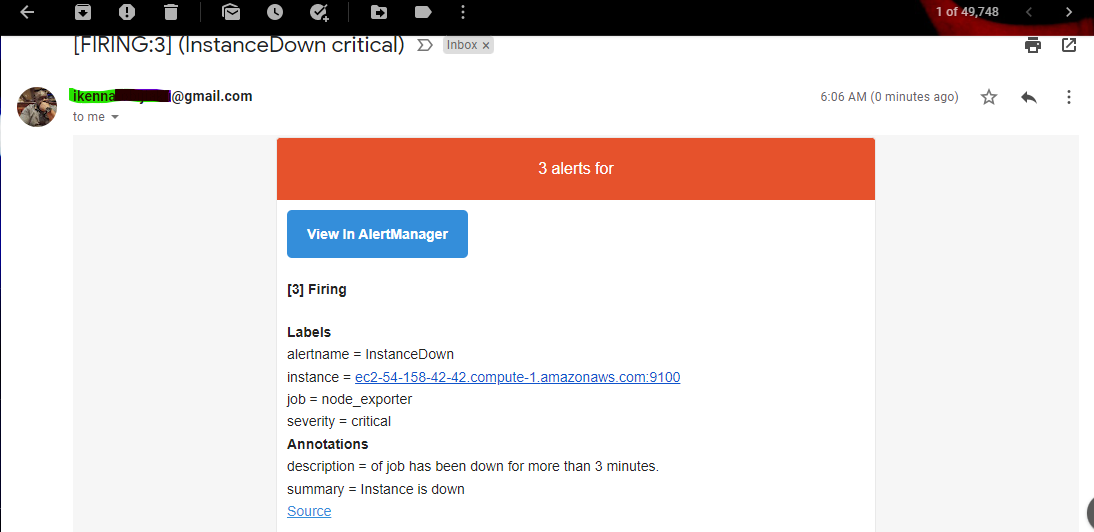 1 of 49,748
[FIRING:3] (InstanceDown critical) Inbox ×
ikenna @gmail.com
6:06 AM (0 minutes ago)
to me
3 alerts for
View In AlertManager
[3] Firing
Labels
alertname = InstanceDown
instance = ec2-54-158-42-42.compute-1.amazonaws.com:9100
job = node_exporter
severity = critical
Annotations
description = of job has been down for more than 3 minutes.
summary = Instance is down
Source